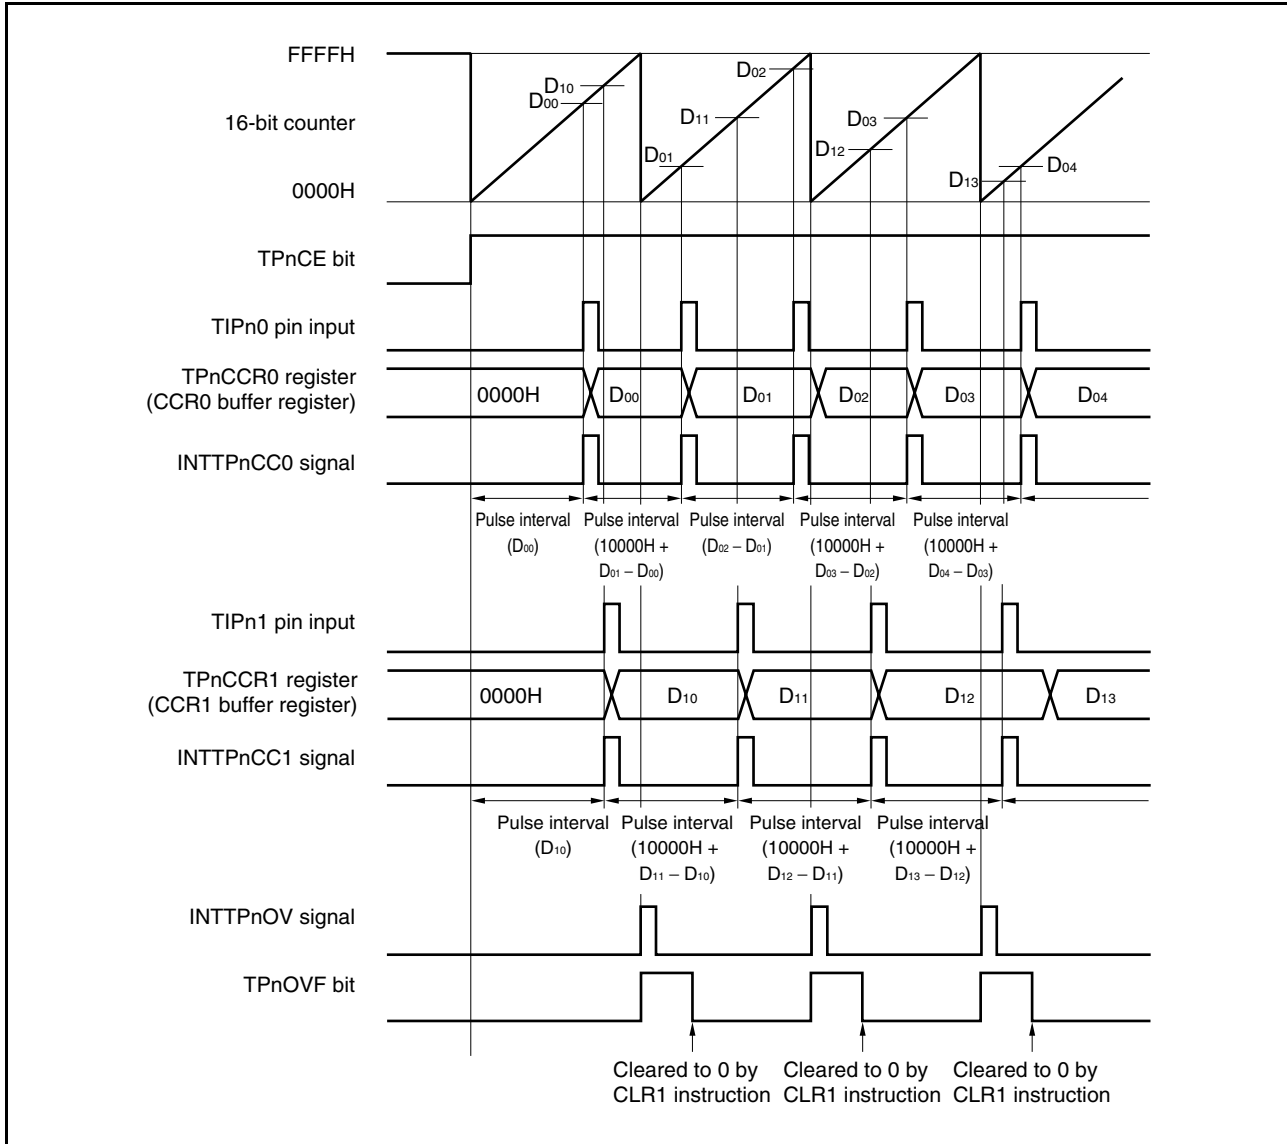 FFFFH
16-bit counter
0000H
D10
D00
D01
D11
D02
D12
D03
D13
D04
TPnCE bit
TIPn0 pin input
TPnCCR0 register
(CCR0 buffer register)
0000H
D00
D01
D02
D03
D04
INTTPnCC0 signal
Pulse interval
(D00)
Pulse interval
(10000H +
D01 – D00)
Pulse interval
(D02 – D01)
Pulse interval
(10000H +
D03 – D02)
Pulse interval
(10000H +
D04 – D03)
TIPn1 pin input
TPnCCR1 register
(CCR1 buffer register)
0000H
D10
D11
D12
D13
INTTPnCC1 signal
Pulse interval
(D10)
Pulse interval
(10000H +
D11 – D10)
Pulse interval
(10000H +
D12 – D11)
Pulse interval
(10000H +
D13 – D12)
INTTPnOV signal
TPnOVF bit
Cleared to 0 by
CLR1 instruction
Cleared to 0 by
CLR1 instruction
Cleared to 0 by
CLR1 instruction